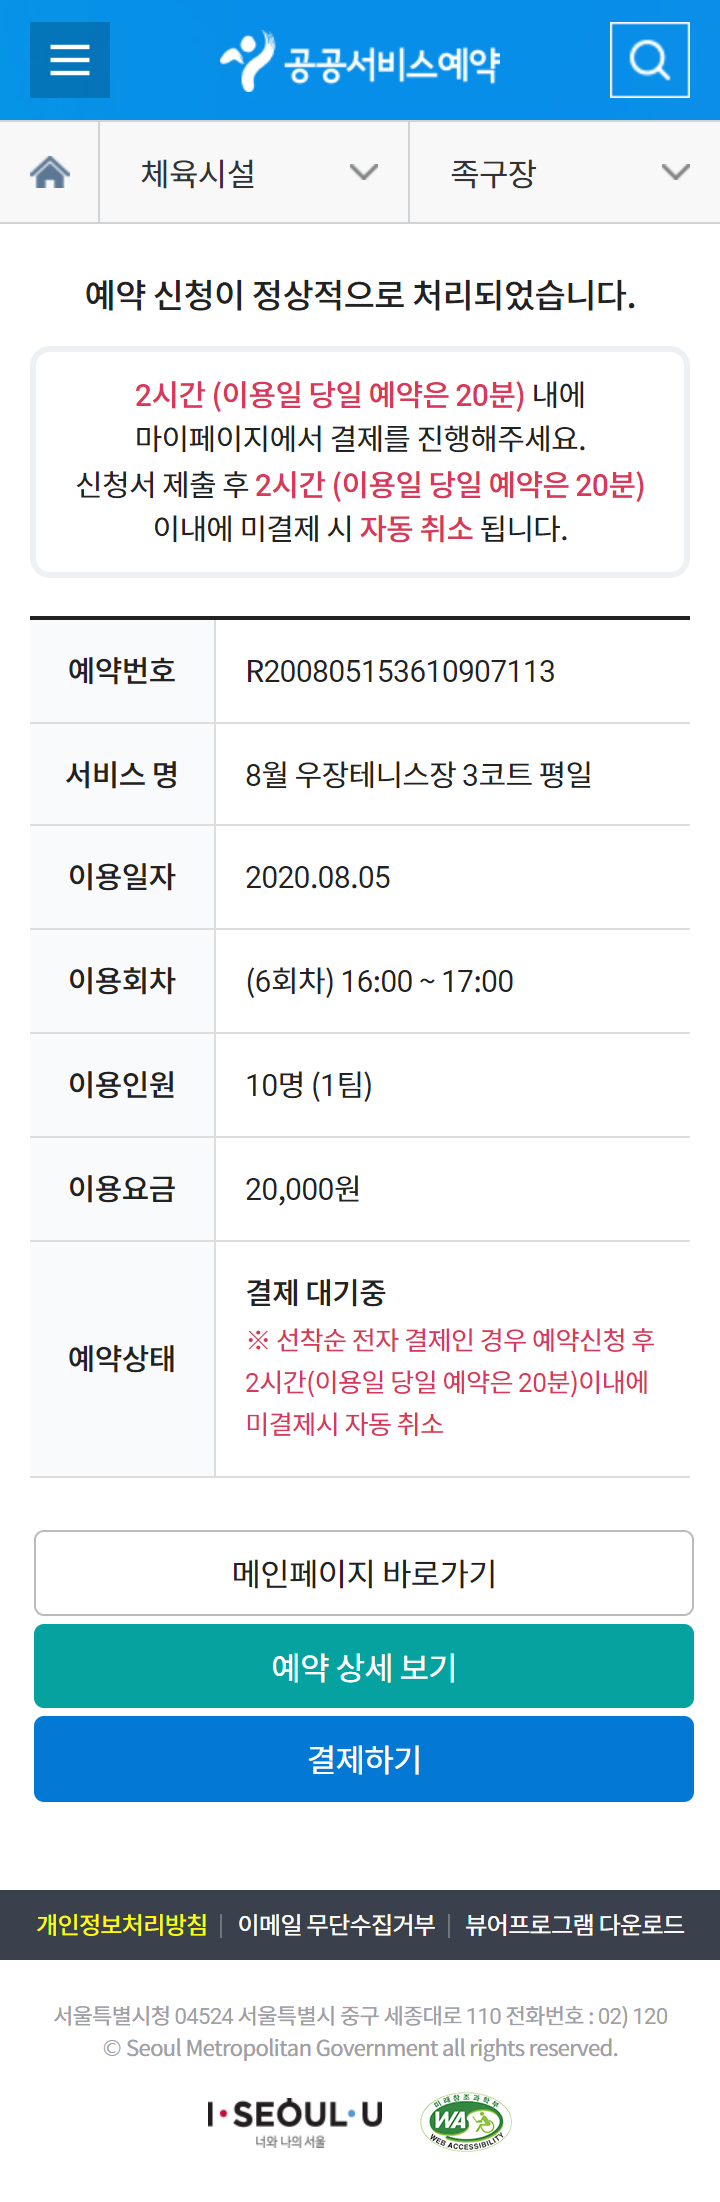 공공서비스예약
체육시설
족구장
예약 신청이 정상적으로 처리되었습니다.
2시간 (이용일 당일 예약은 20분) 내에
마이페이지에서 결제를 진행해주세요.
신청서 제출 후 2시간 (이용일 당일 예약은 20분)
이내에 미결제 시 자동 취소 됩니다.
예약번호 R200805153610907113
서비스 명 8월 우장테니스장 3코트 평일
이용일자 2020.08.05
이용회차 (6회차) 16:00 ~ 17:00
이용인원 10명 (1팀)
이용요금 20,000원
예약상태 결제 대기중
※ 선착순 전자 결제인 경우 예약신청 후
2시간(이용일 당일 예약은 20분)이내에
미결제시 자동 취소
메인페이지 바로가기
예약 상세 보기
결제하기
개인정보처리방침 | 이메일 무단수집거부 | 뷰어프로그램 다운로드
서울특별시청 04524 서울특별시 중구 세종대로 110 전화번호 : 02) 120
© Seoul Metropolitan Government all rights reserved.
I·SEOUL·U
너와 나의 서울
미래창조과학부
WA
WEB ACCESSIBILITY